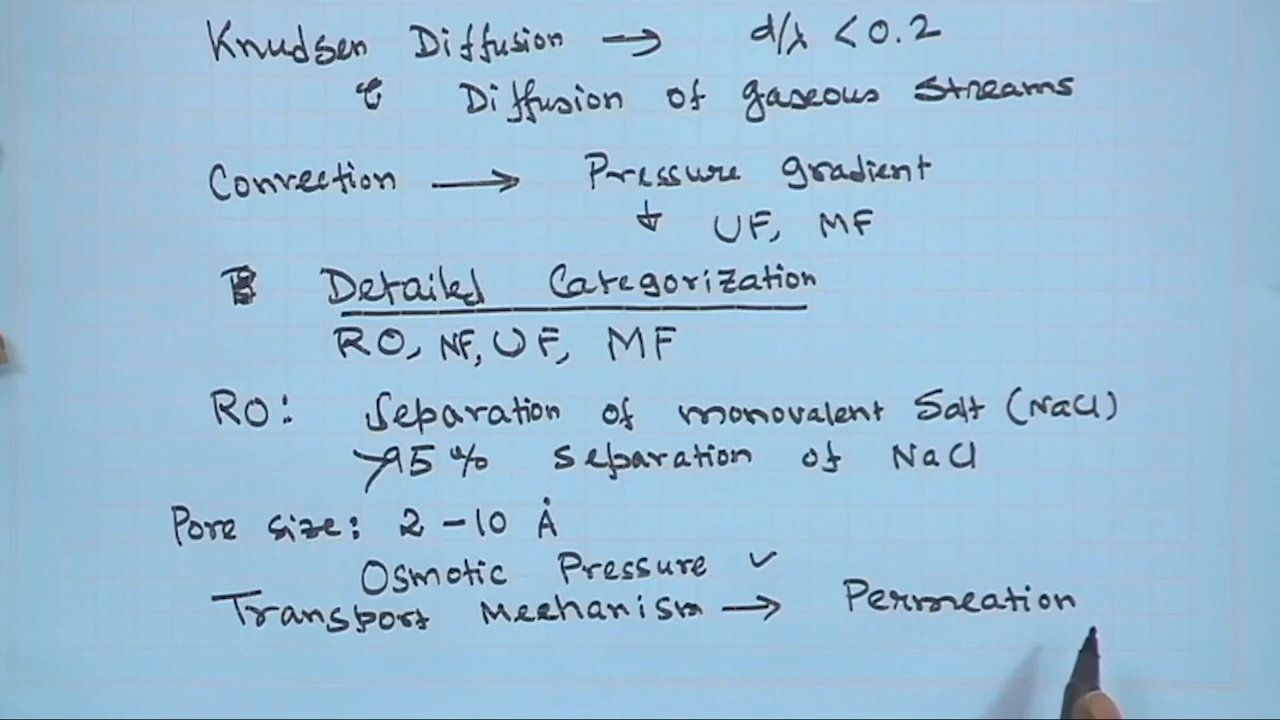 Knudsen Diffusion → d/λ < 0.2
Diffusion of gaseous streams
Convection → Pressure gradient
↓ UF, MF
Detailed Categorization
RO, NF, UF, MF
RO: Separation of monovalent Salt (NaCl)
>95% separation of NaCl
Pore size: 2-10 Å
Osmotic Pressure ✓
Transport Mechanism → Permeation